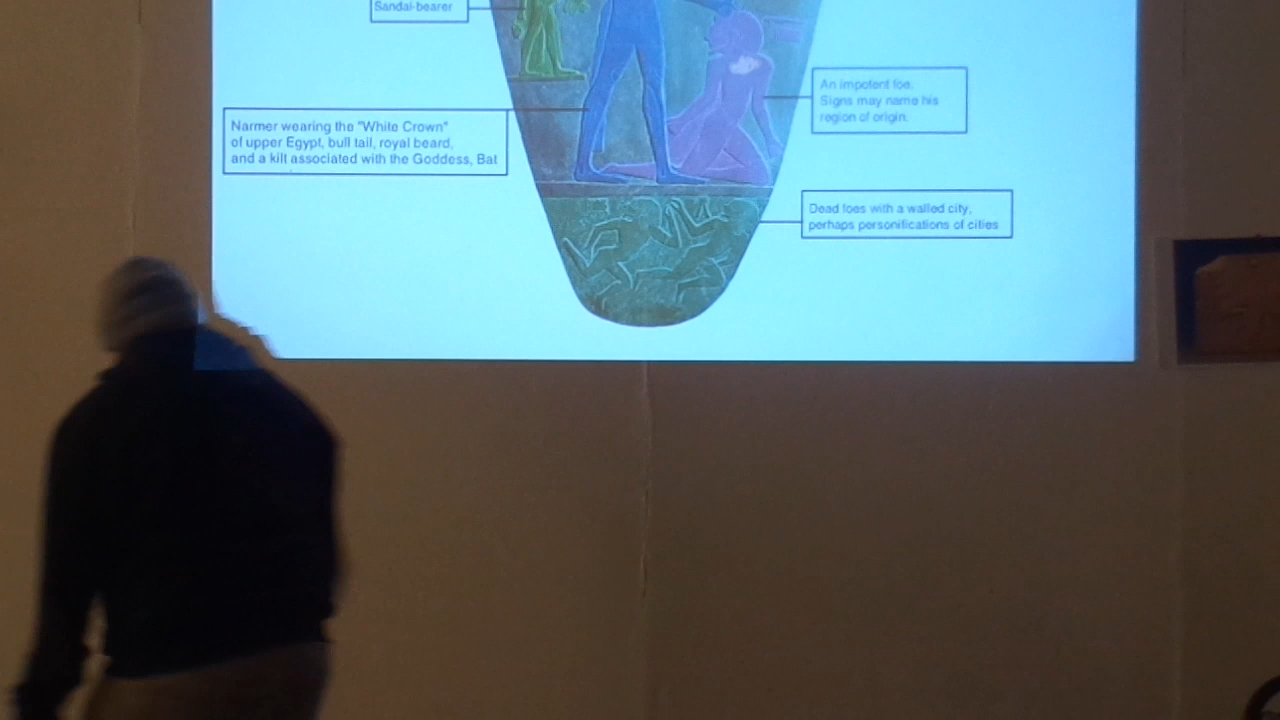 Sandal-bearer
Narmer wearing the "White Crown"
of upper Egypt, bull tail, royal beard,
and a kilt associated with the Goddess, Bat
An impotent foe.
Signs may name his
region of origin.
Dead foes with a walled city,
perhaps personifications of cities